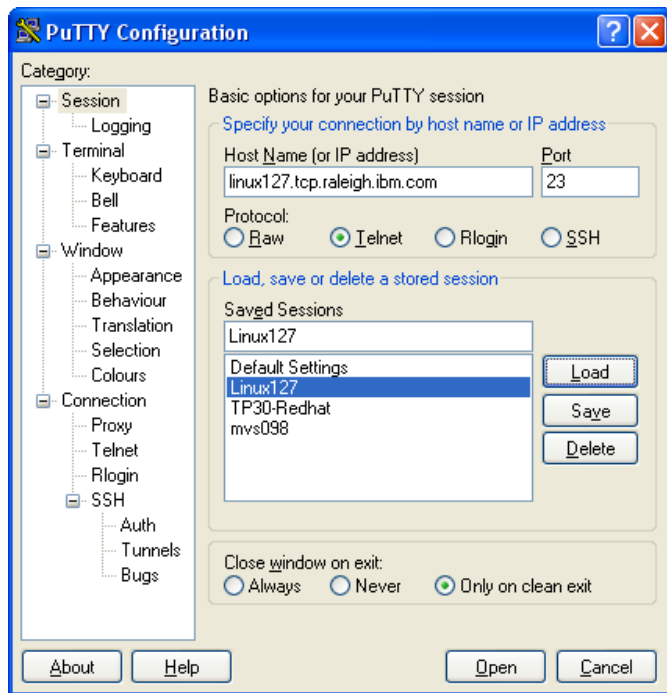 PuTTY Configuration
Category:
Session
Logging
Terminal
Keyboard
Bell
Features
Window
Appearance
Behaviour
Translation
Selection
Colours
Connection
Proxy
Telnet
Rlogin
SSH
Auth
Tunnels
Bugs
Basic options for your PuTTY session
Specify your connection by host name or IP address
Host Name (or IP address) Port
linux127.tcp.raleigh.ibm.com 23
Protocol:
Raw Telnet Rlogin SSH
Load, save or delete a stored session
Saved Sessions
Linux127
Default Settings
Linux127
TP30-Redhat
mvs098
Load
Save
Delete
Close window on exit:
Always Never Only on clean exit
About Help Open Cancel